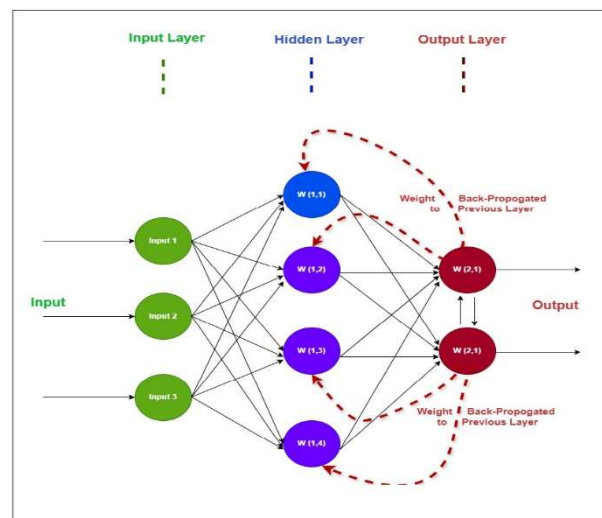 Input Layer
Hidden Layer
Output Layer
W (1,1)
Weight Back-Propogated
to Previous Layer
Input 1
W (1,2)
W (2,1)
Input
Input 2
Output
W (1,3)
W (2,1)
Input 3
Weight Back-Propogated
to Previous Layer
W (1,4)